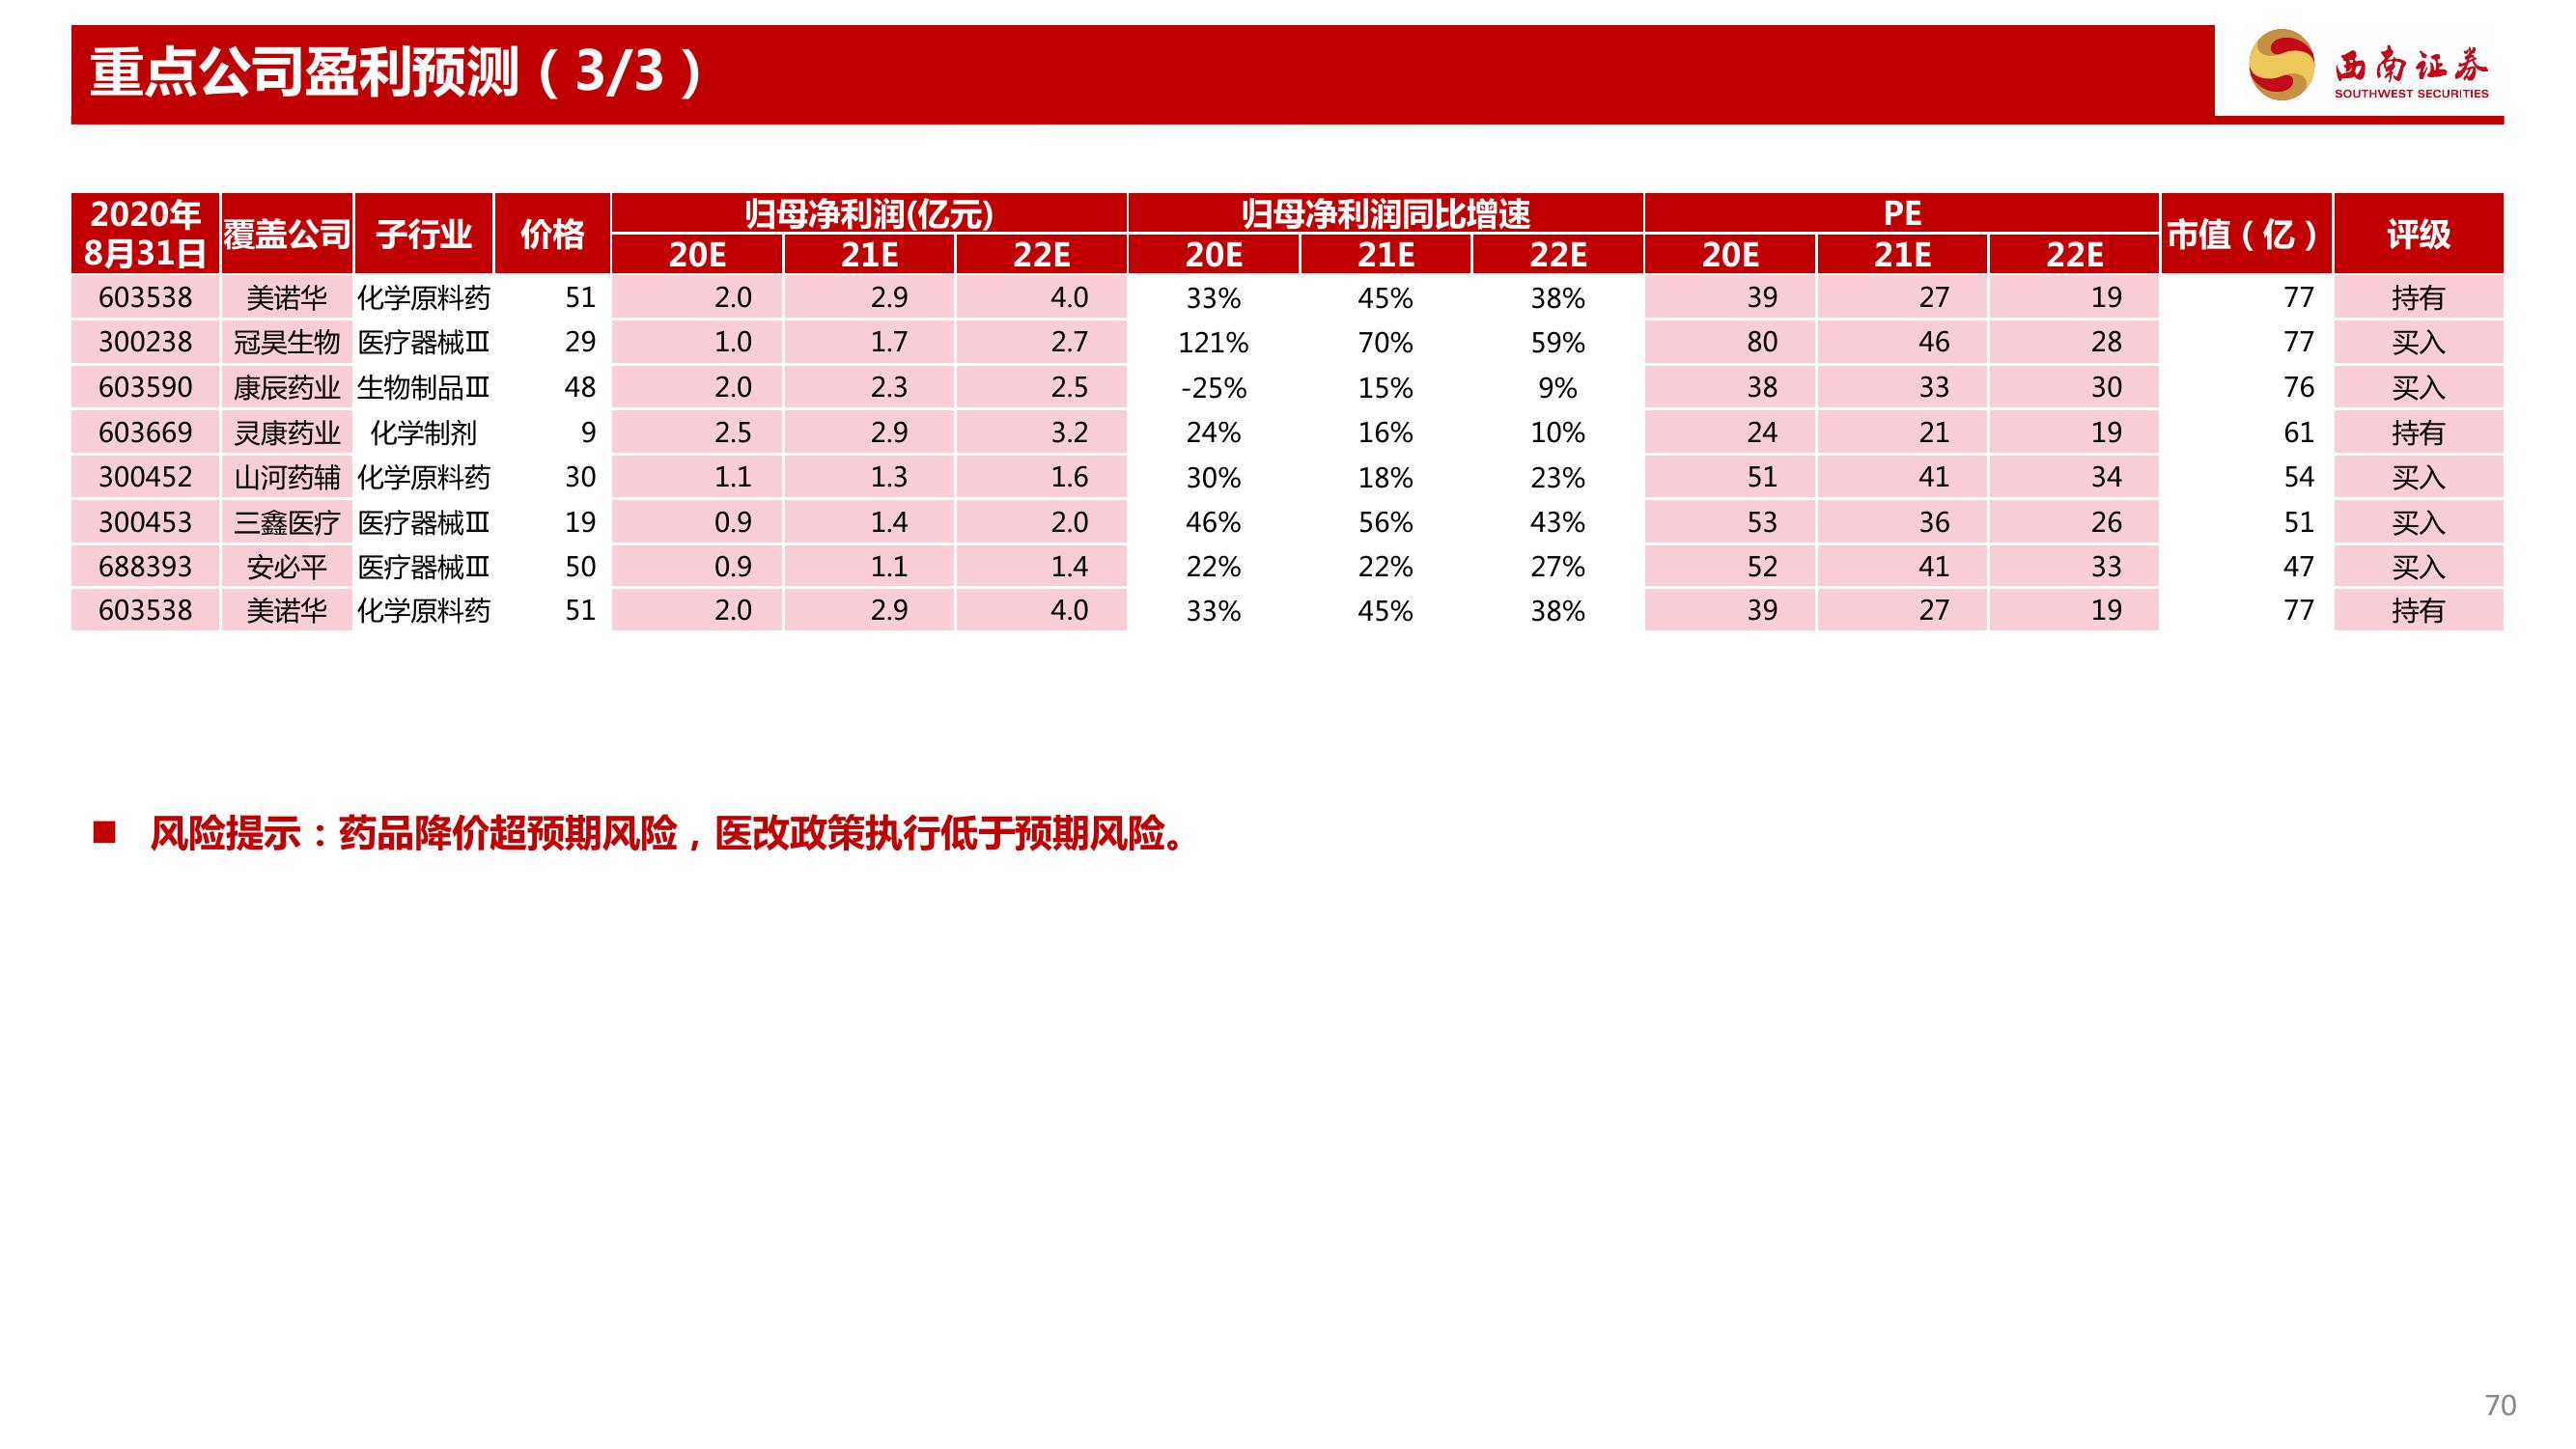 重点公司盈利预测（3/3）
西南证券
SOUTHWEST SECURITIES
2020年8月31日 覆盖公司 子行业 价格 归母净利润(亿元) 归母净利润同比增速 PE 市值（亿） 评级
20E 21E 22E 20E 21E 22E 20E 21E 22E
603538 美诺华 化学原料药 51 2.0 2.9 4.0 33% 45% 38% 39 27 19 77 持有
300238 冠昊生物 医疗器械Ⅲ 29 1.0 1.7 2.7 121% 70% 59% 80 46 28 77 买入
603590 康辰药业 生物制品Ⅲ 48 2.0 2.3 2.5 -25% 15% 9% 38 33 30 76 买入
603669 灵康药业 化学制剂 9 2.5 2.9 3.2 24% 16% 10% 24 21 19 61 持有
300452 山河药辅 化学原料药 30 1.1 1.3 1.6 30% 18% 23% 51 41 34 54 买入
300453 三鑫医疗 医疗器械Ⅲ 19 0.9 1.4 2.0 46% 56% 43% 53 36 26 51 买入
688393 安必平 医疗器械Ⅲ 50 0.9 1.1 1.4 22% 22% 27% 52 41 33 47 买入
603538 美诺华 化学原料药 51 2.0 2.9 4.0 33% 45% 38% 39 27 19 77 持有
■ 风险提示：药品降价超预期风险，医改政策执行低于预期风险。
70